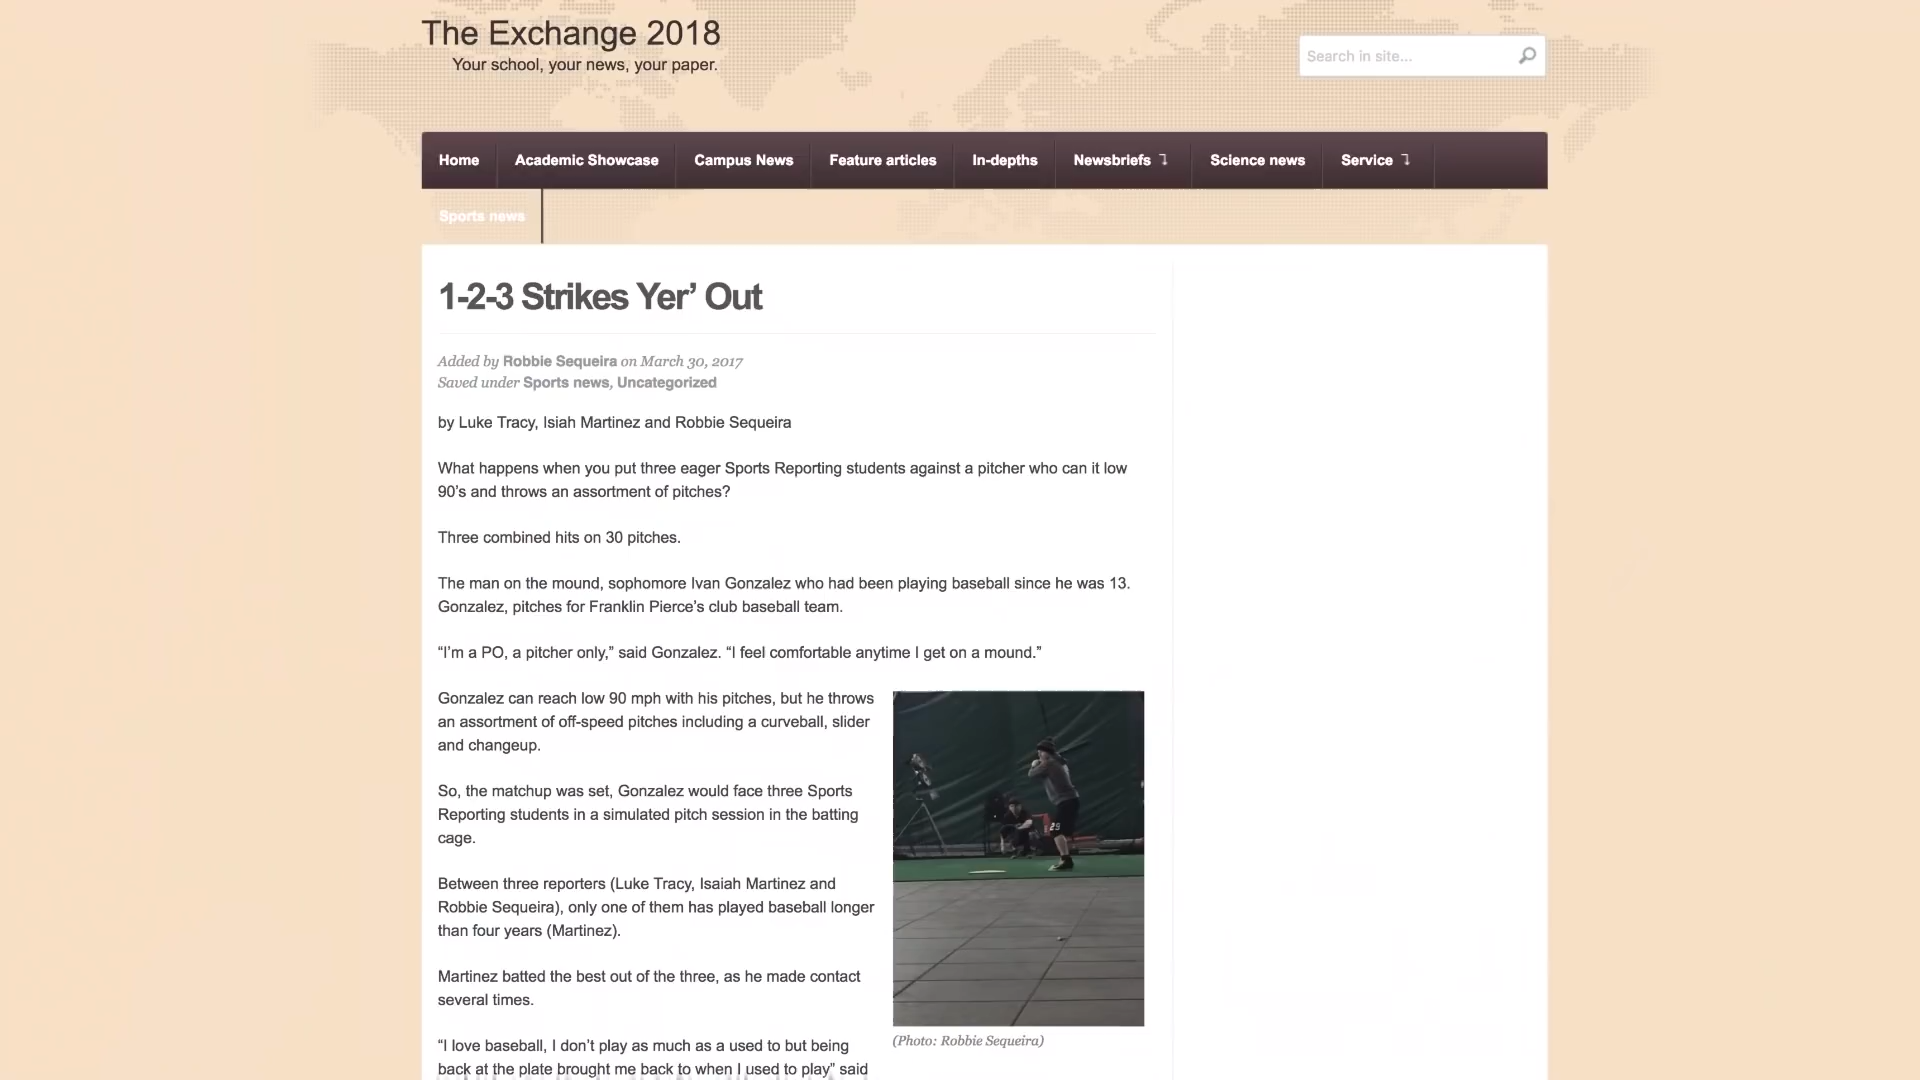 The Exchange 2018
Your school, your news, your paper.
Search in site...
Home Academic Showcase Campus News Feature articles In-depths Newsbriefs Science news Service
Sports news
1-2-3 Strikes Yer’ Out
Added by Robbie Sequeira on March 30, 2017
Saved under Sports news, Uncategorized
by Luke Tracy, Isiah Martinez and Robbie Sequeira
What happens when you put three eager Sports Reporting students against a pitcher who can it low
90’s and throws an assortment of pitches?
Three combined hits on 30 pitches.
The man on the mound, sophomore Ivan Gonzalez who had been playing baseball since he was 13.
Gonzalez, pitches for Franklin Pierce’s club baseball team.
“I’m a PO, a pitcher only,” said Gonzalez. “I feel comfortable anytime I get on a mound.”
Gonzalez can reach low 90 mph with his pitches, but he throws
an assortment of off-speed pitches including a curveball, slider
and changeup.
So, the matchup was set, Gonzalez would face three Sports
Reporting students in a simulated pitch session in the batting
cage.
Between three reporters (Luke Tracy, Isaiah Martinez and
Robbie Sequeira), only one of them has played baseball longer
than four years (Martinez).
Martinez batted the best out of the three, as he made contact
several times.
“I love baseball, I don’t play as much as a used to but being
back at the plate brought me back to when I used to play” said
29
(Photo: Robbie Sequeira)